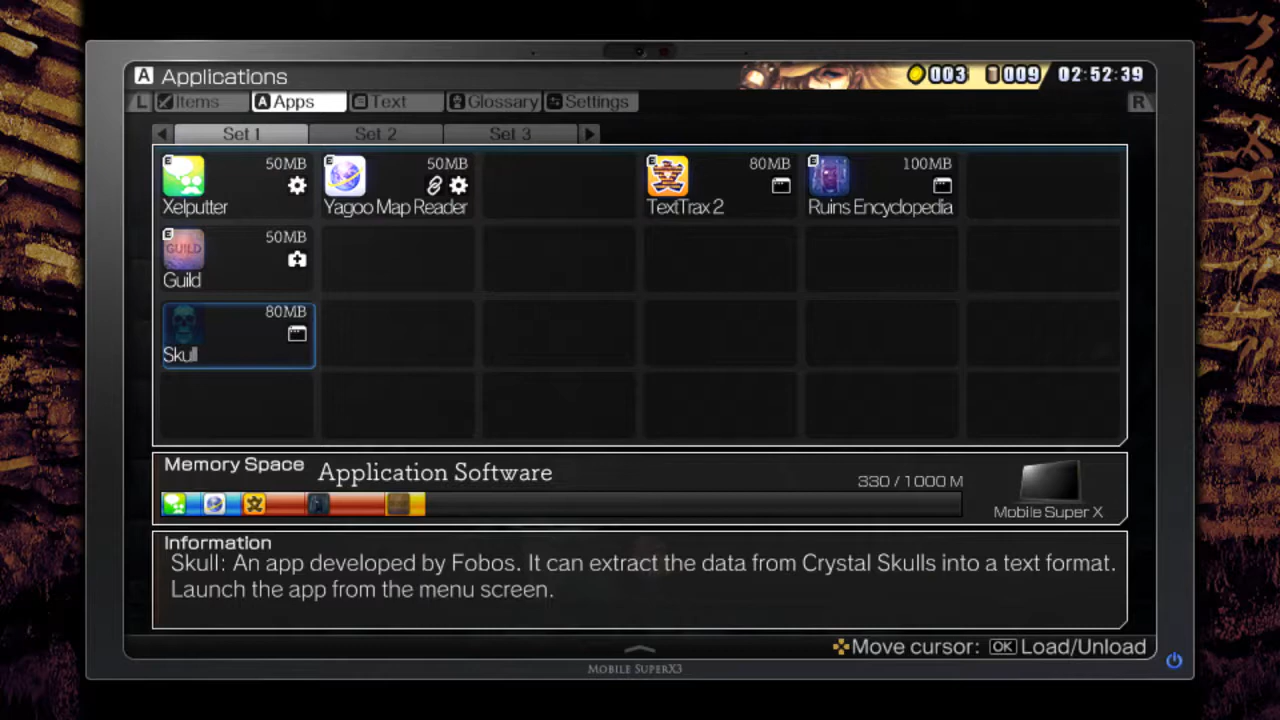 A Applications
003 009 02:52:39
L Items A Apps Text Glossary Settings R
Set 1 Set 2 Set 3
E 50MB E 50MB E 80MB E 100MB
Xelputter Yagoo Map Reader TextTrax 2 Ruins Encyclopedia
E 50MB
GUILD
Guild
80MB
Skull
Memory Space Application Software
330 / 1000 M
Mobile Super X
Information
Skull: An app developed by Fobos. It can extract the data from Crystal Skulls into a text format.
Launch the app from the menu screen.
Move cursor: OK Load/Unload
MOBILE SUPERX3